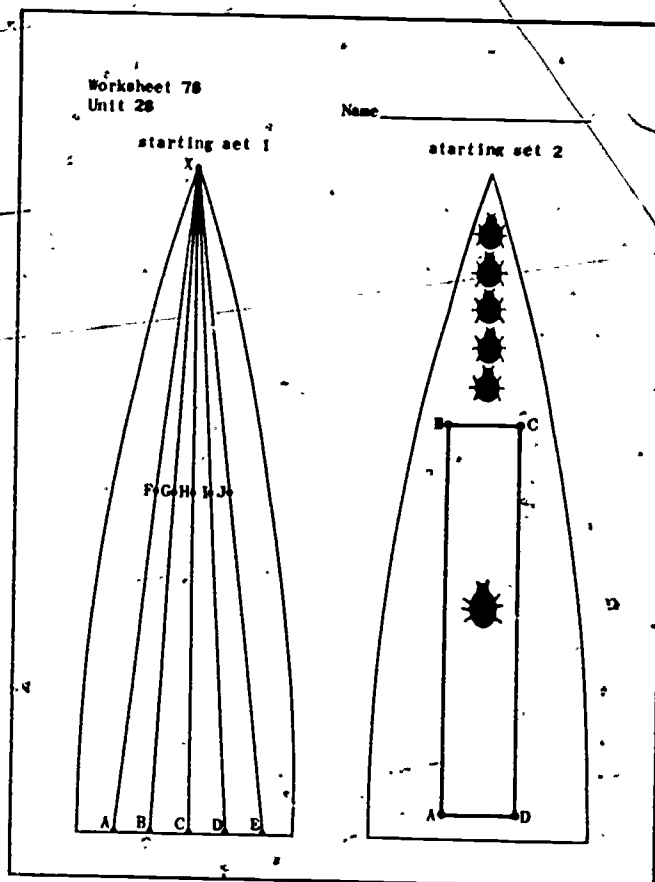 Worksheet 78
Unit 28
Name
starting set 1
starting set 2
X
B C
F G H I J
A B C D E
A D